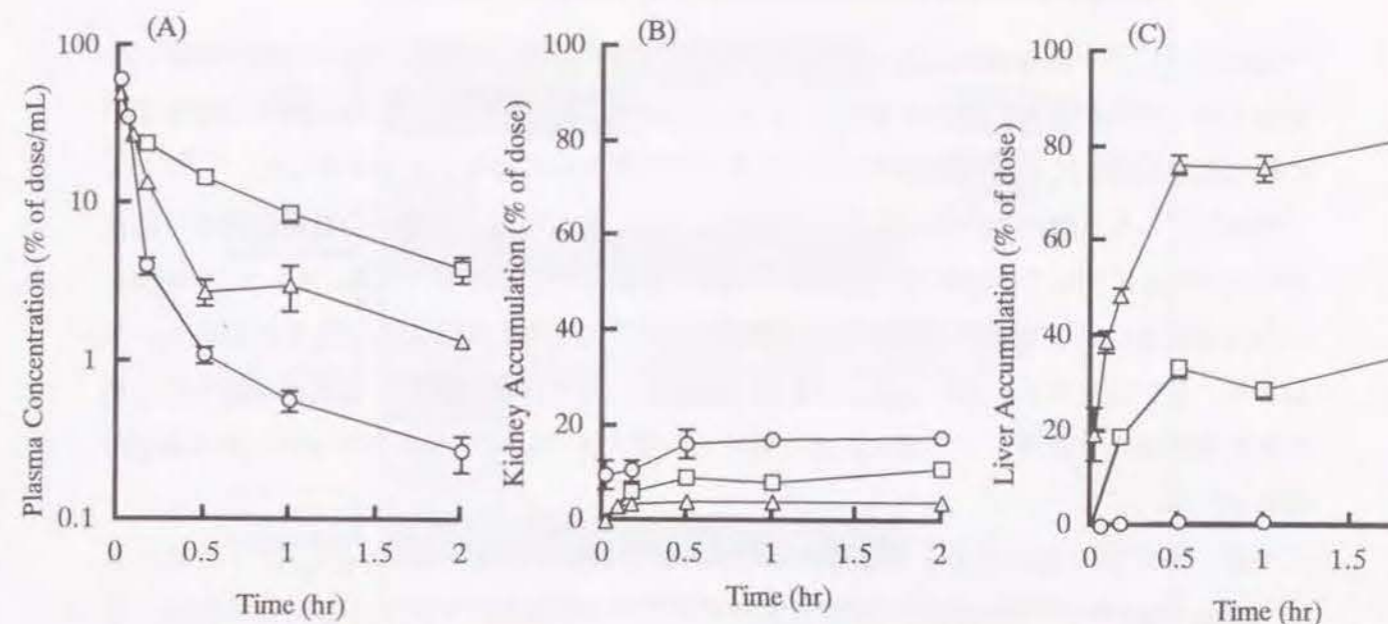 (A)
(B)
(C)
Plasma Concentration (% of dose/mL)
100
10
1
0.1
0 0.5 1 1.5 2
Time (hr)
Kidney Accumulation (% of dose)
100
80
60
40
20
0
0 0.5 1 1.5 2
Time (hr)
Liver Accumulation (% of dose)
100
80
60
40
20
0
0 0.5 1 1.5
Time (hr)